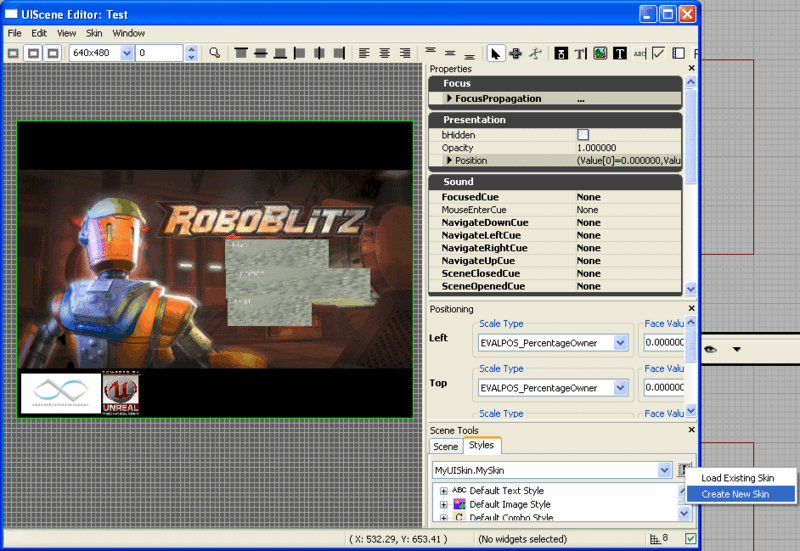 UIScene Editor: Test
File Edit View Skin Window
640x480 0
Properties
Focus
FocusPropagation ...
Presentation
bHidden
Opacity 1.000000
Position (Value[0]=0.000000,Valu
Sound
FocusedCue None
MouseEnterCue None
NavigateDownCue None
NavigateLeftCue None
NavigateRightCue None
NavigateUpCue None
SceneClosedCue None
SceneOpenedCue None
ROBOBLITZ
POWERED BY
UNREAL
TECHNOLOGY
Positioning
Scale Type Face Valu
Left EVALPOS_PercentageOwner 0.000000
Scale Type Face Valu
Top EVALPOS_PercentageOwner 0.000000
Scale Type Face Valu
Scene Tools
Scene Styles
MyUISkin.MySkin
Load Existing Skin
Create New Skin
ABC Default Text Style
Default Image Style
C Default Combo Style
( X: 532.29, Y: 653.41 ) (No widgets selected) 8